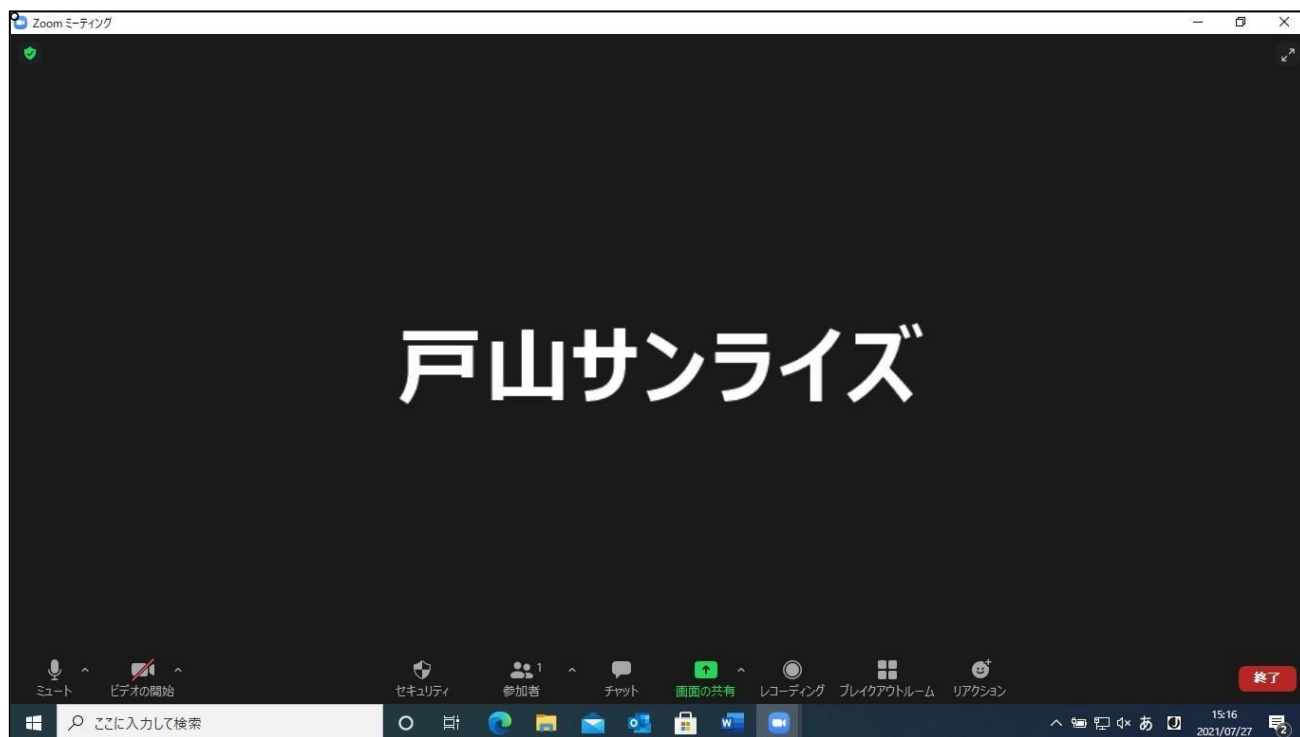 Zoom ミーティング
戸山サンライズ
1
ミュート ビデオの開始 セキュリティ 参加者 チャット 画面の共有 レコーディング ブレイクアウトルーム リアクション 終了
ここに入力して検索 あ 15:16
2021/07/27 2